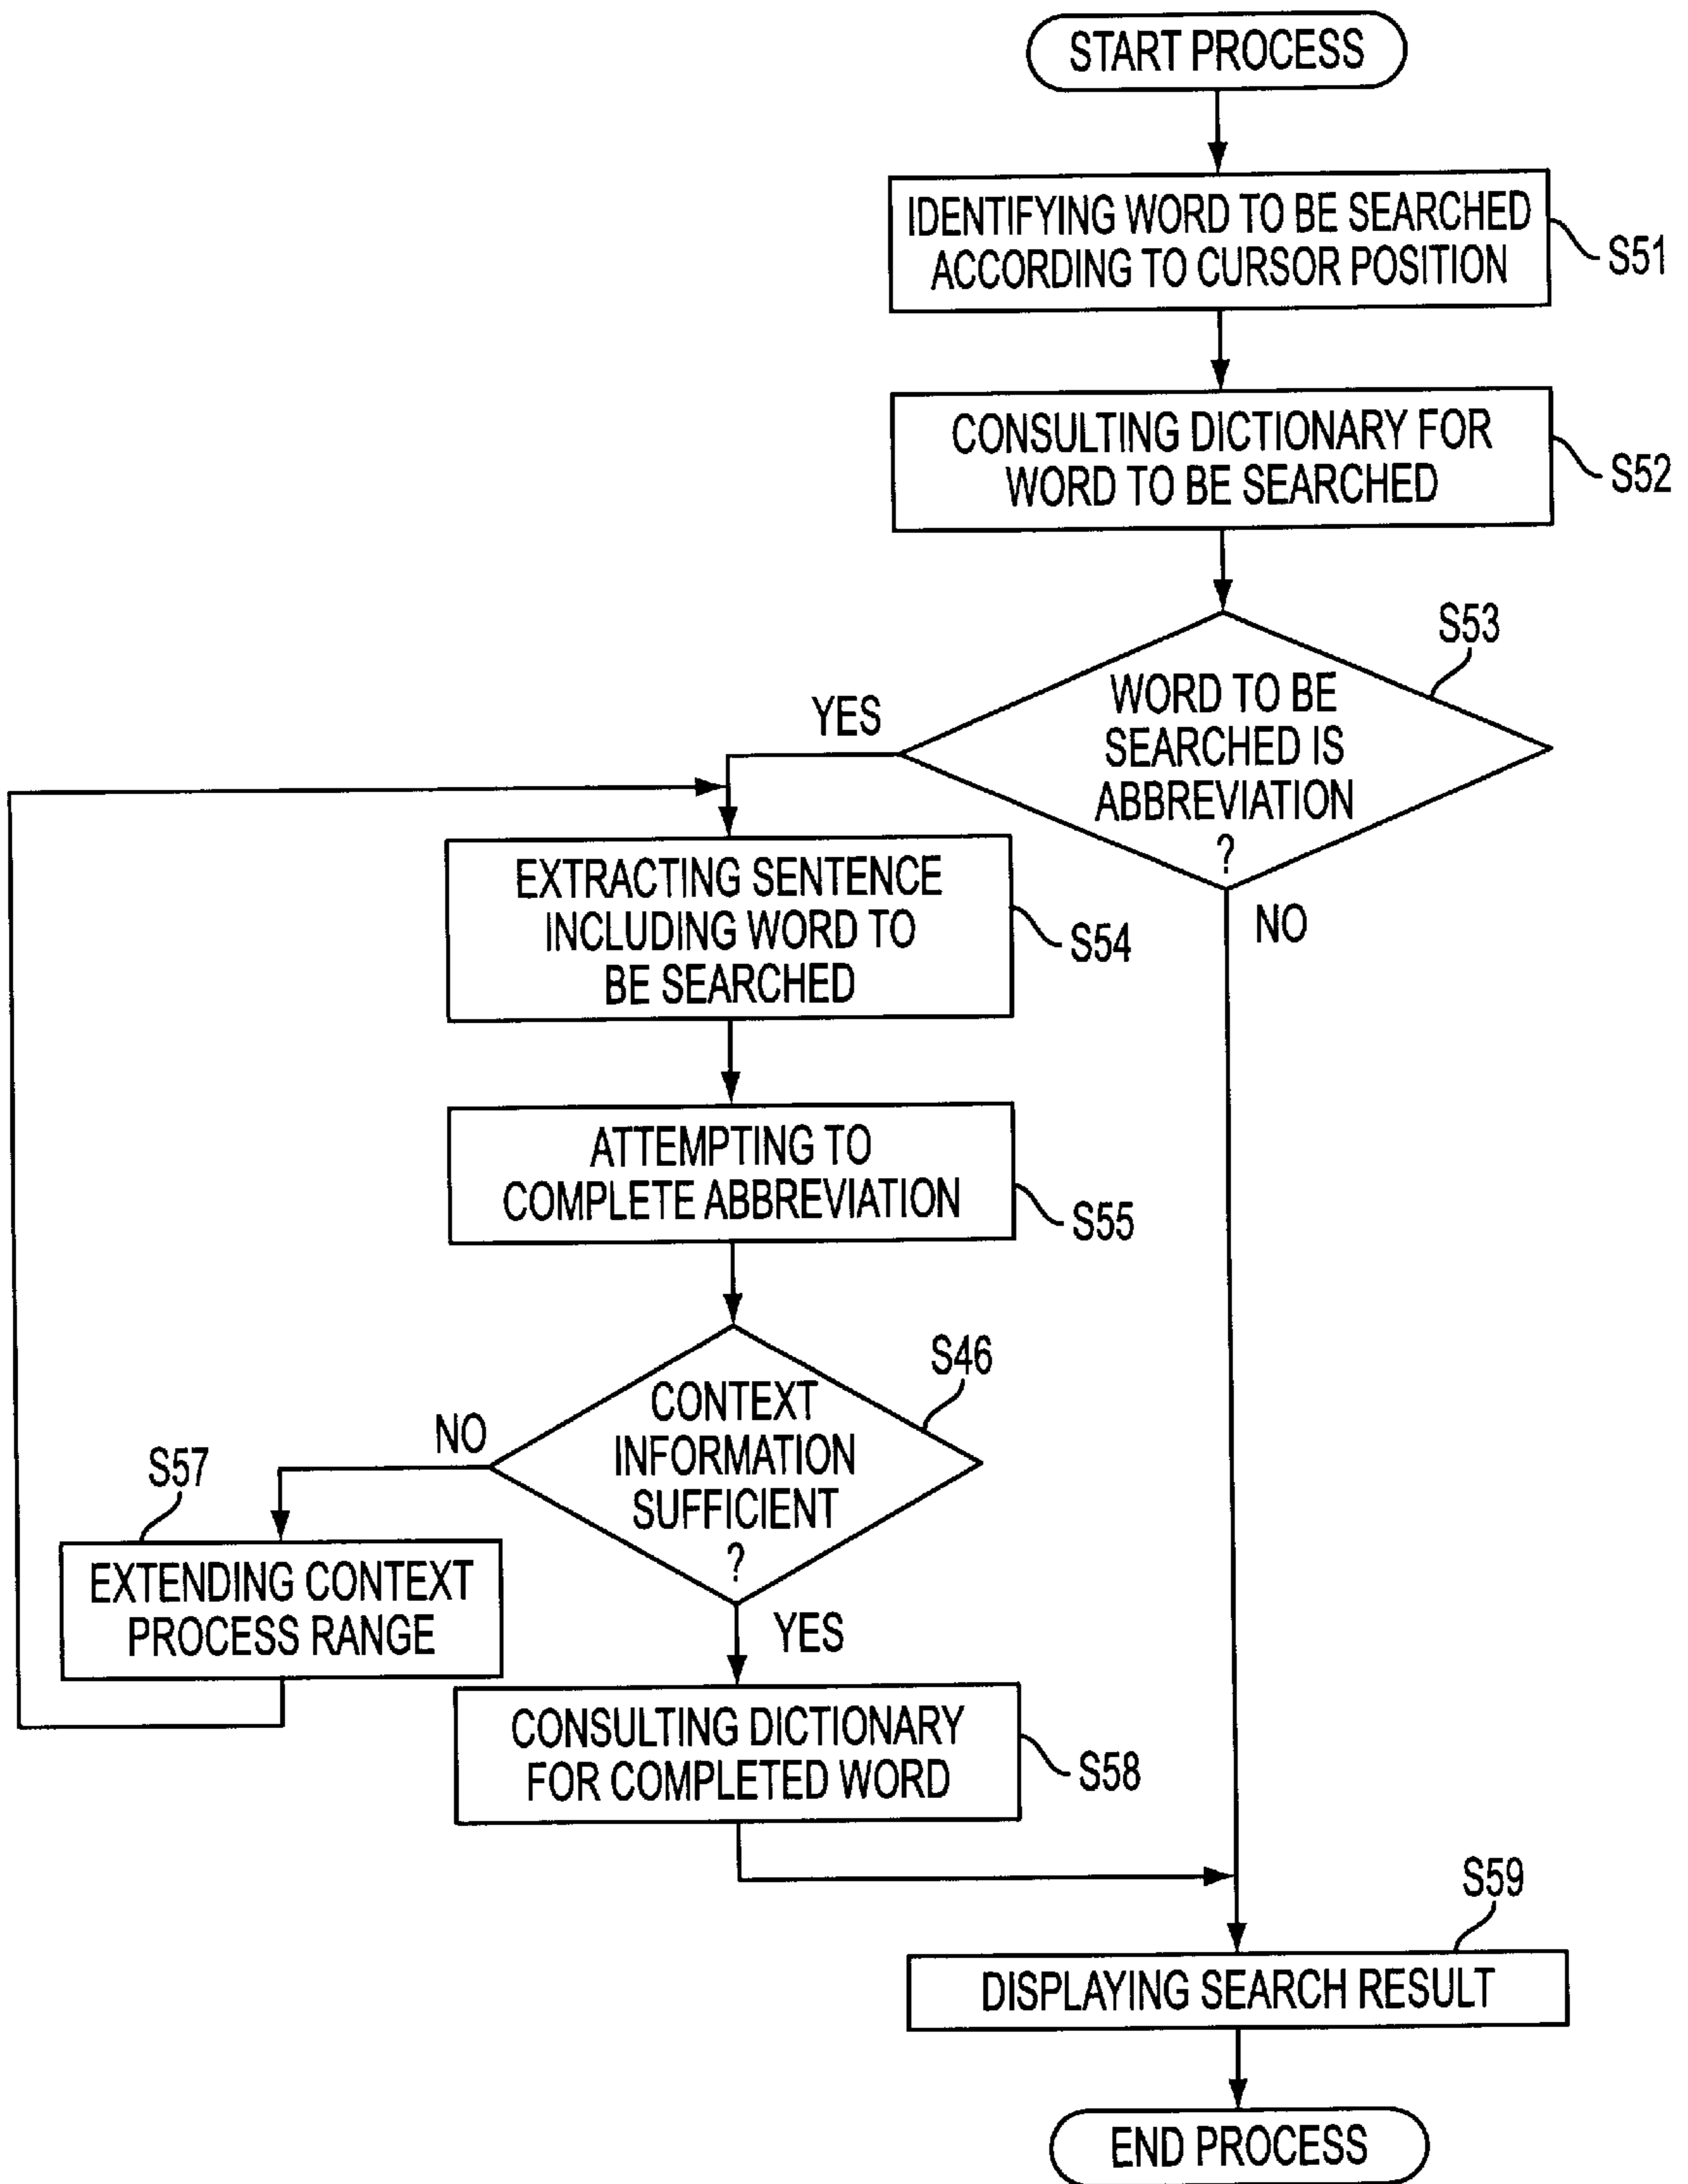 START PROCESS
IDENTIFYING WORD TO BE SEARCHED
ACCORDING TO CURSOR POSITION
S51
CONSULTING DICTIONARY FOR
WORD TO BE SEARCHED
S52
S53
WORD TO BE
SEARCHED IS
ABBREVIATION
?
YES
NO
EXTRACTING SENTENCE
INCLUDING WORD TO
BE SEARCHED
S54
ATTEMPTING TO
COMPLETE ABBREVIATION
S55
S46
CONTEXT
INFORMATION
SUFFICIENT
?
NO
YES
S57
EXTENDING CONTEXT
PROCESS RANGE
CONSULTING DICTIONARY
FOR COMPLETED WORD
S58
S59
DISPLAYING SEARCH RESULT
END PROCESS